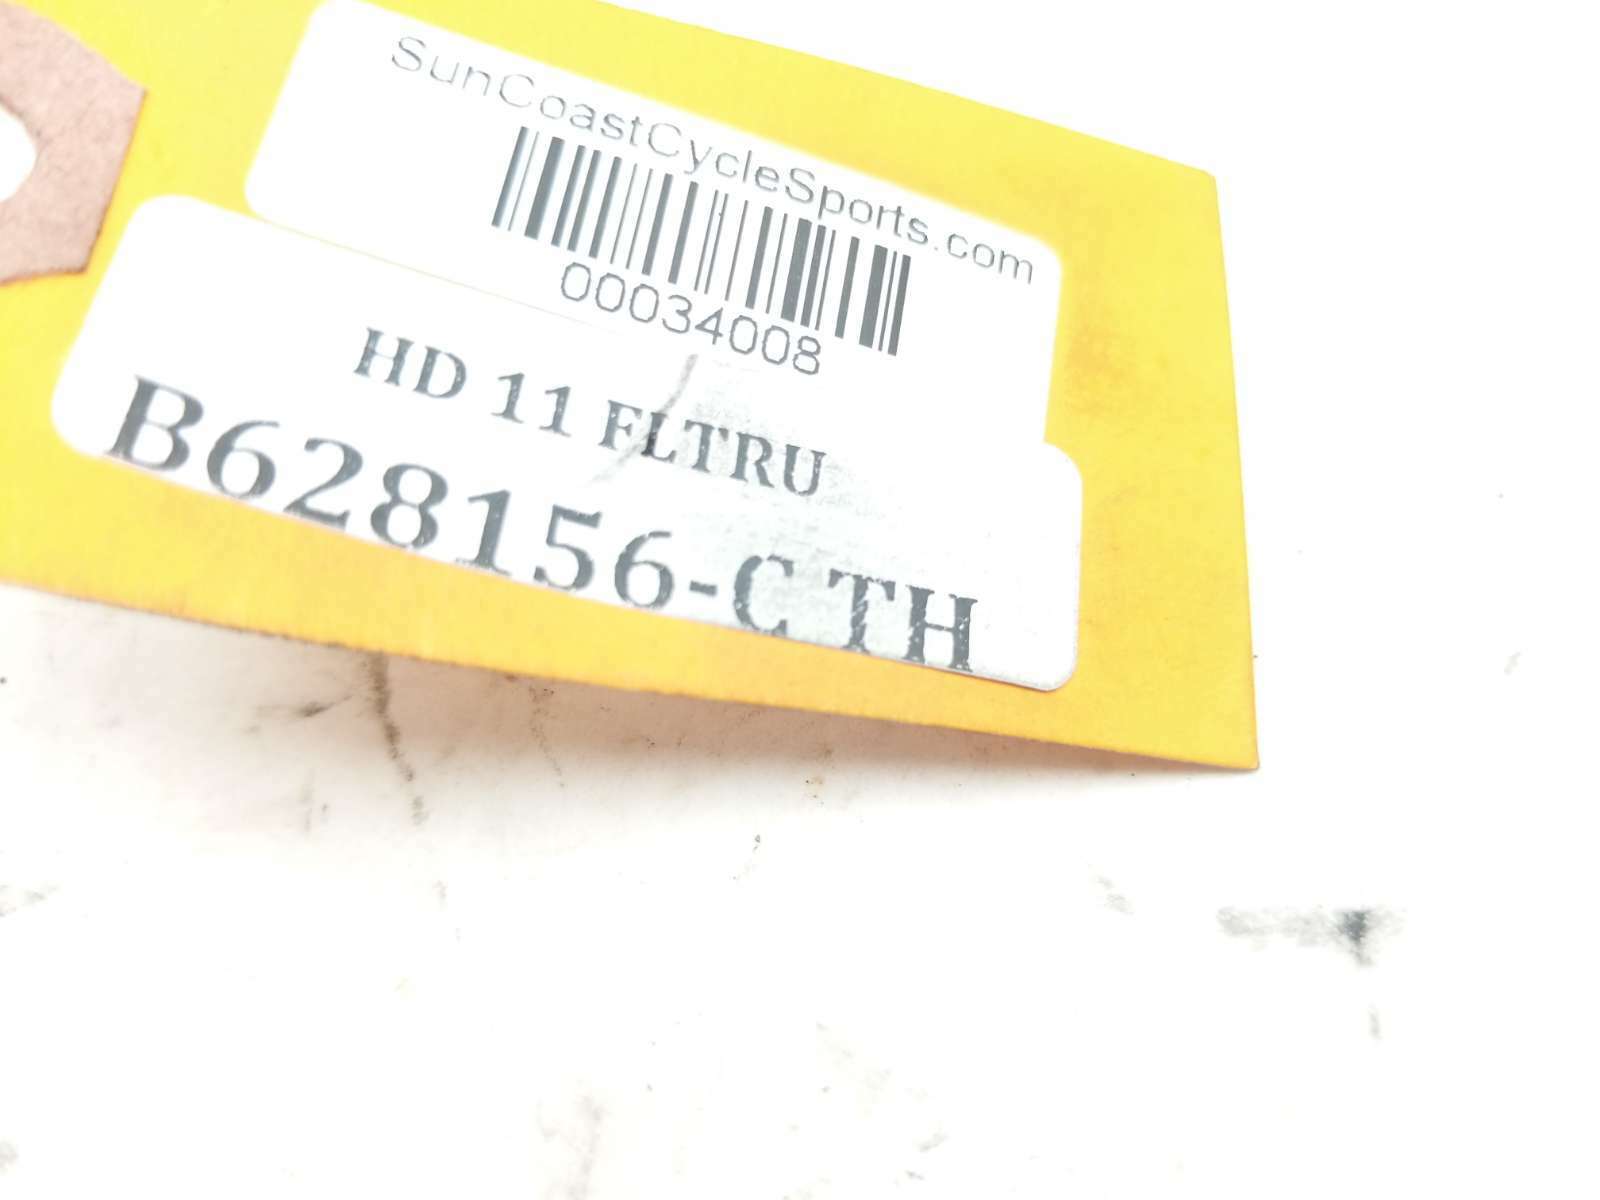 SunCoastCycleSports.com
00034008
HD 11 FLTRU
B628156-C TH